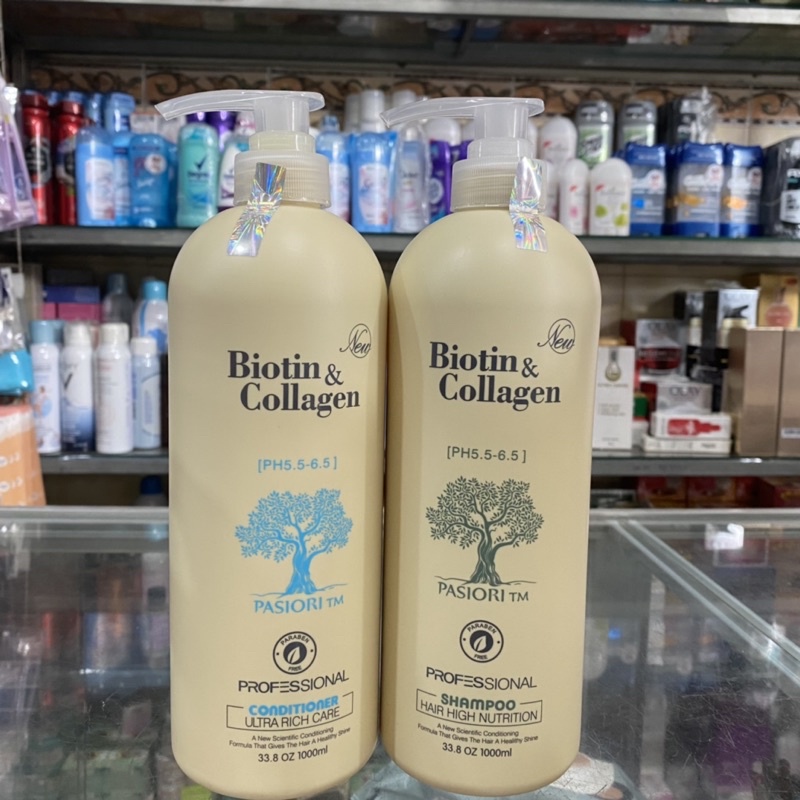 New
Biotin &
Collagen
[PH5.5-6.5]
PASIORI TM
PARABEN
FREE
PROFESSIONAL
CONDITIONER
ULTRA RICH CARE
A New Scientific Conditioning
Formula That Gives The Hair A Healthy Shine
33.8 OZ 1000ml
New
Biotin &
Collagen
[PH5.5-6.5]
PASIORI TM
PARABEN
FREE
PROFESSIONAL
SHAMPOO
HAIR HIGH NUTRITION
A New Scientific Conditioning
Formula That Gives The Hair A Healthy Shine
33.8 OZ 1000ml
OLAY